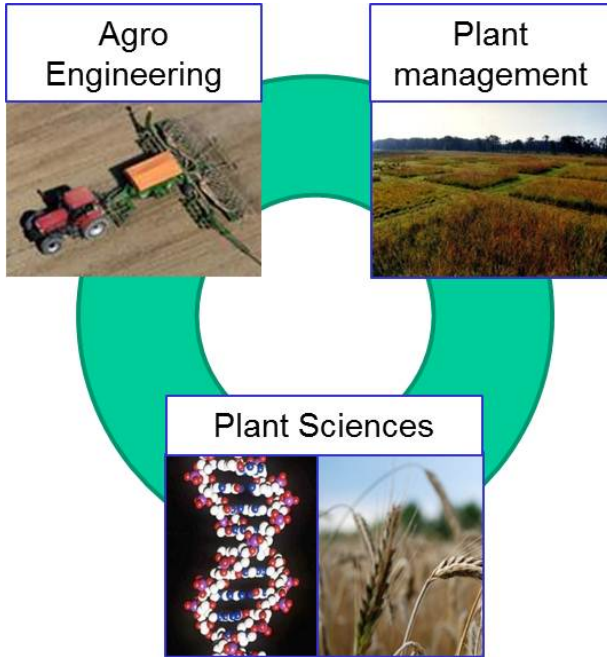 Agro
Engineering
Plant
management
Plant Sciences